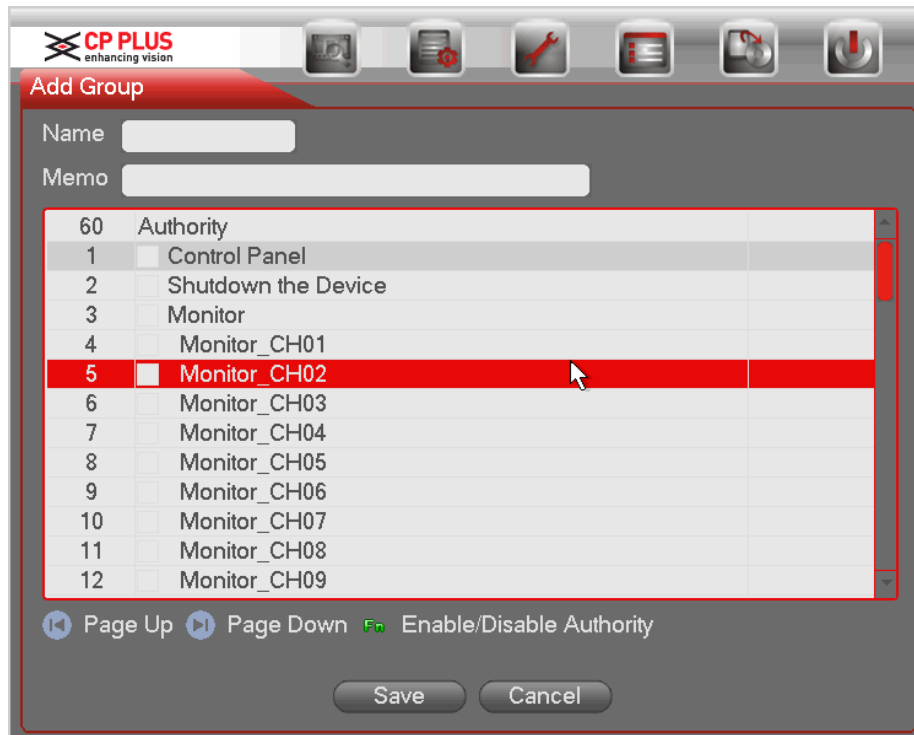 CP PLUS
enhancing vision
Add Group
Name
Memo
60 Authority
1 Control Panel
2 Shutdown the Device
3 Monitor
4 Monitor_CH01
5 Monitor_CH02
6 Monitor_CH03
7 Monitor_CH04
8 Monitor_CH05
9 Monitor_CH06
10 Monitor_CH07
11 Monitor_CH08
12 Monitor_CH09
Page Up Page Down Fn Enable/Disable Authority
Save Cancel